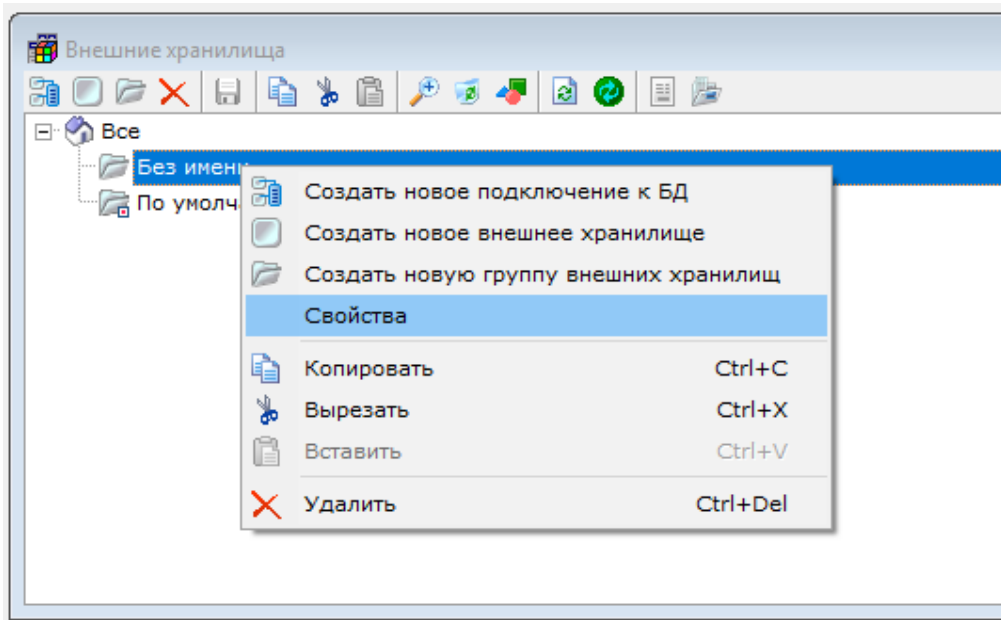 Внешние хранилища
Все
Без имени
По умолч
Создать новое подключение к БД
Создать новое внешнее хранилище
Создать новую группу внешних хранилищ
Свойства
Копировать Ctrl+C
Вырезать Ctrl+X
Вставить Ctrl+V
Удалить Ctrl+Del